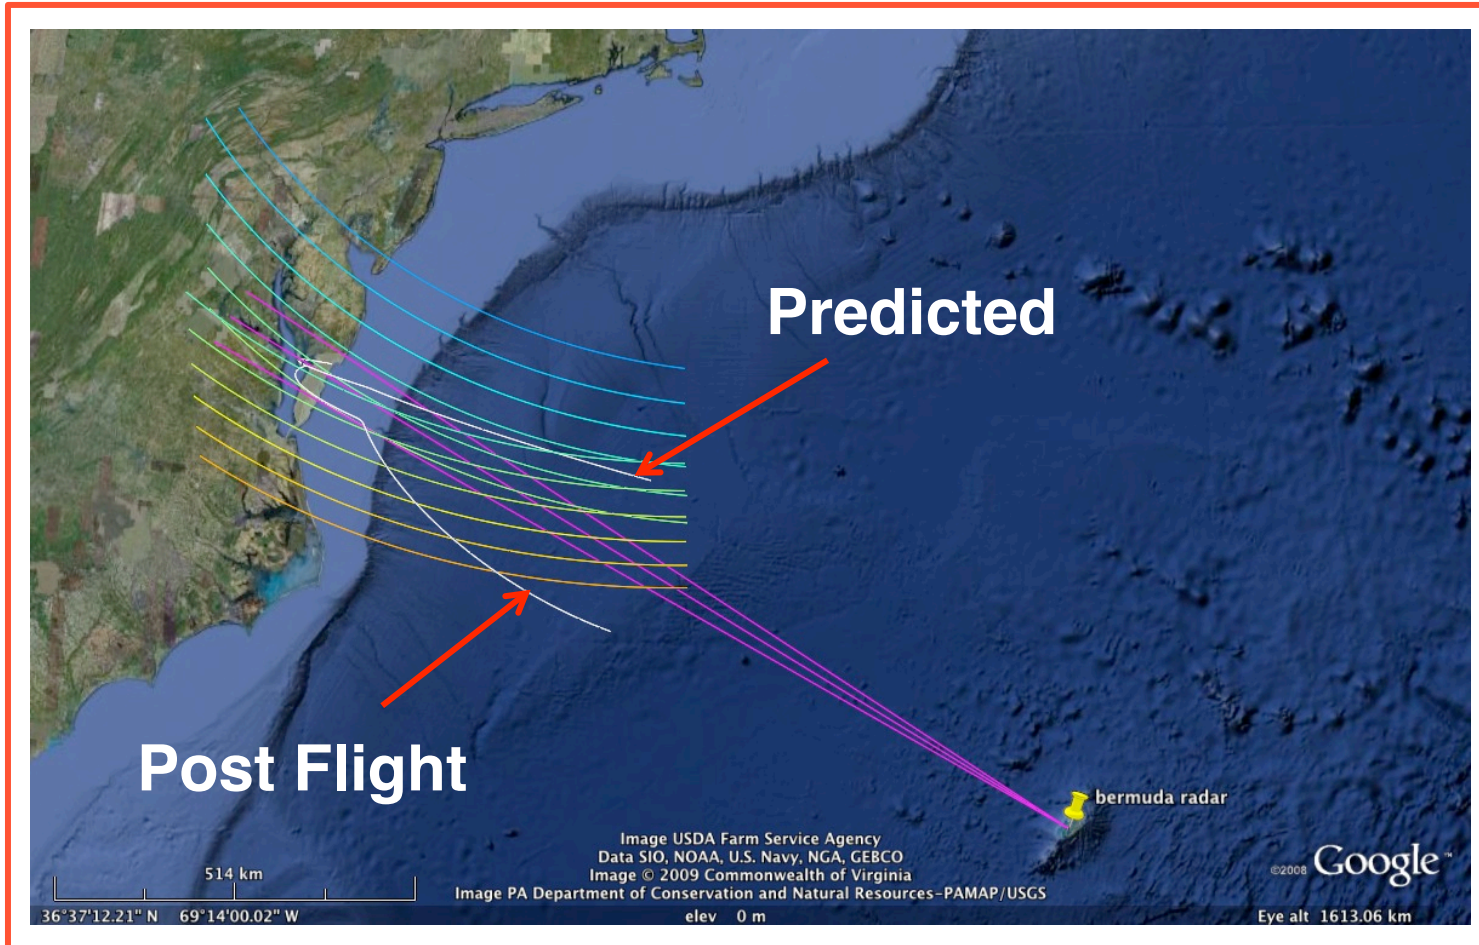 Predicted
Post Flight
bermuda radar
Image USDA Farm Service Agency
Data SIO, NOAA, U.S. Navy, NGA, GEBCO
Image © 2009 Commonwealth of Virginia
Image PA Department of Conservation and Natural Resources-PAMAP/USGS
©2008 Google™
514 km
36°37'12.21" N 69°14'00.02" W
elev 0 m
Eye alt 1613.06 km